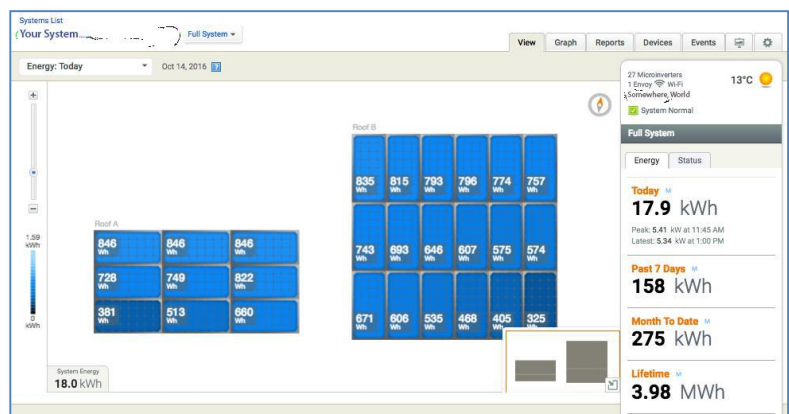 Systems List
Your System
Full System
View Graph Reports Devices Events
Energy: Today
Oct 14, 2016
27 Microinverters
1 Envoy Wi-Fi
Somewhere, World
System Normal
13°C
Full System
Energy Status
Today M
17.9 kWh
Peak: 5.41 kW at 11:45 AM
Latest: 5.34 kW at 1:00 PM
Past 7 Days M
158 kWh
Month To Date M
275 kWh
Lifetime M
3.98 MWh
1.59
kWh
0
kWh
Roof A
846 Wh 846 Wh 846 Wh
728 Wh 749 Wh 822 Wh
381 Wh 513 Wh 660 Wh
Roof B
835 Wh 815 Wh 793 Wh 796 Wh 774 Wh 757 Wh
743 Wh 693 Wh 646 Wh 607 Wh 575 Wh 574 Wh
671 Wh 606 Wh 535 Wh 468 Wh 405 Wh 325 Wh
System Energy
18.0 kWh